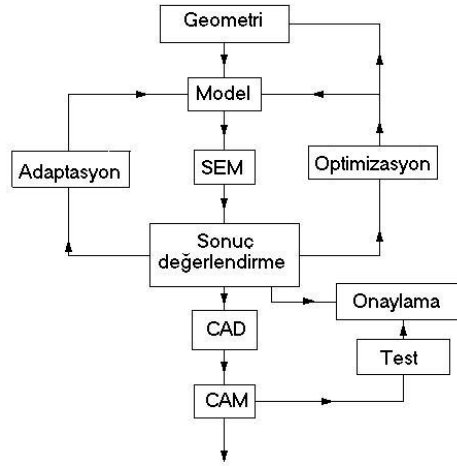 Geometri
Model
Adaptasyon
SEM
Optimizasyon
Sonuç
değerlendirme
Onaylama
CAD
Test
CAM